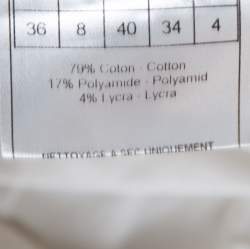 36 8 40 34 4
79% Coton - Cotton
17% Polyamide - Polyamid
4% Lycra - Lycra
NETTOYAGE A SEC UNIQUEMENT